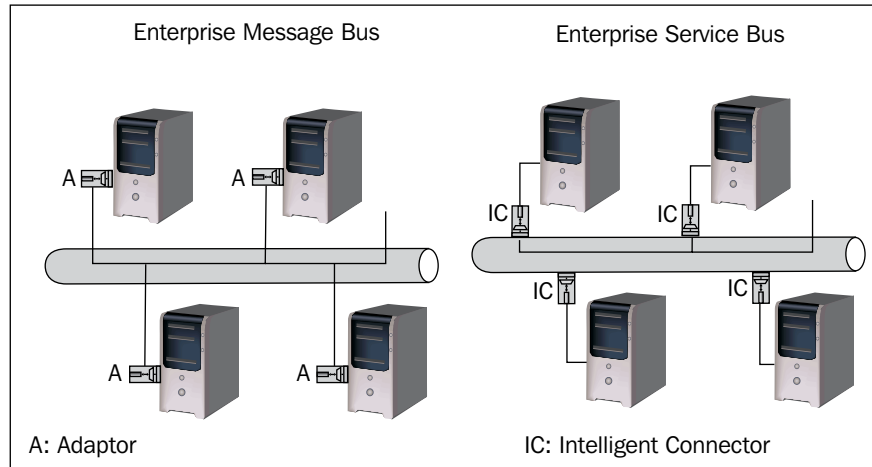 Enterprise Message Bus
Enterprise Service Bus
A
A
IC
IC
IC
IC
A
A
A: Adaptor
IC: Intelligent Connector